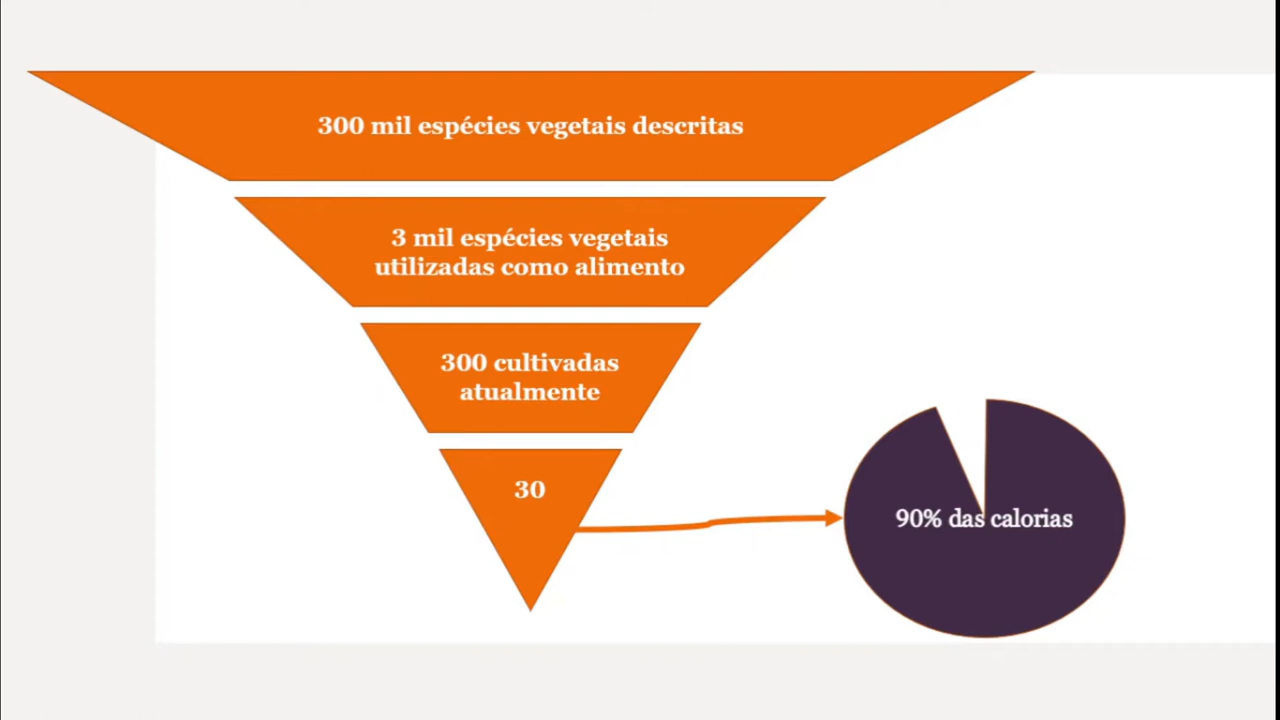 300 mil espécies vegetais descritas
3 mil espécies vegetais
utilizadas como alimento
300 cultivadas
atualmente
30
90% das calorias